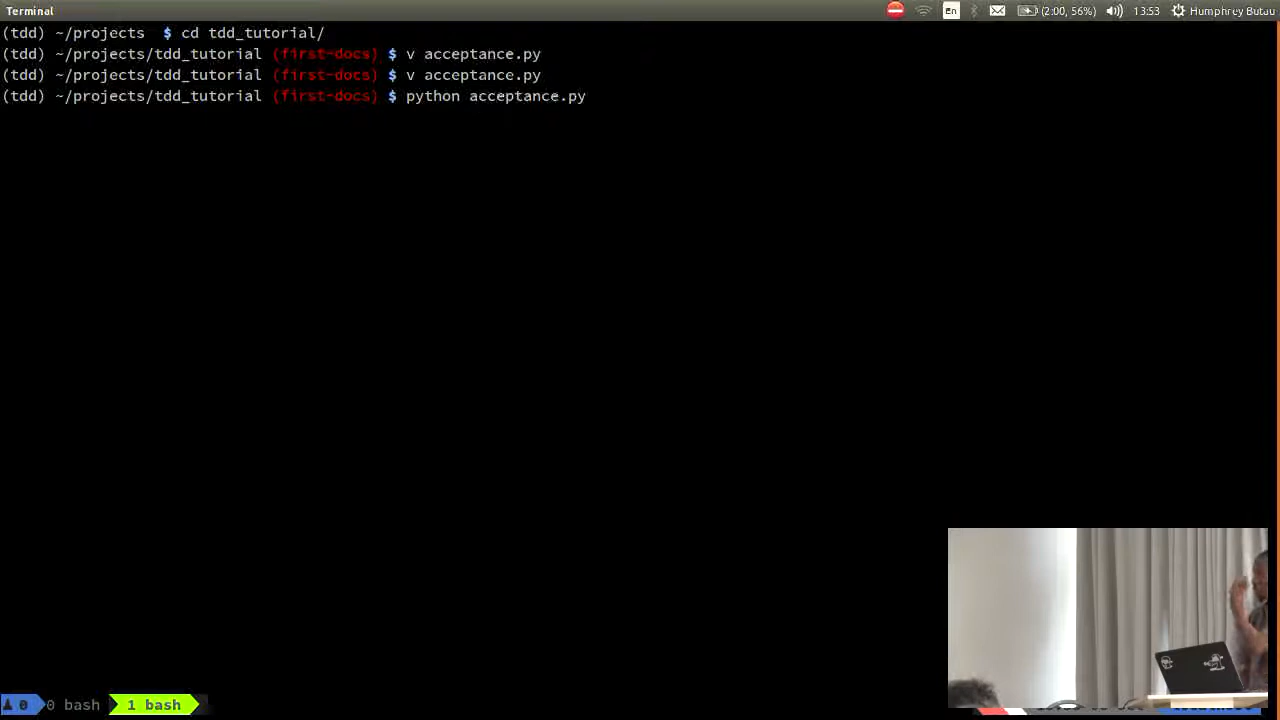 Terminal
En
(2:00, 56%)
13:53
Humphrey Butau
(tdd) ~/projects  $ cd tdd_tutorial/
(tdd) ~/projects/tdd_tutorial (first-docs) $ v acceptance.py
(tdd) ~/projects/tdd_tutorial (first-docs) $ v acceptance.py
(tdd) ~/projects/tdd_tutorial (first-docs) $ python acceptance.py
0 0 bash 1 bash